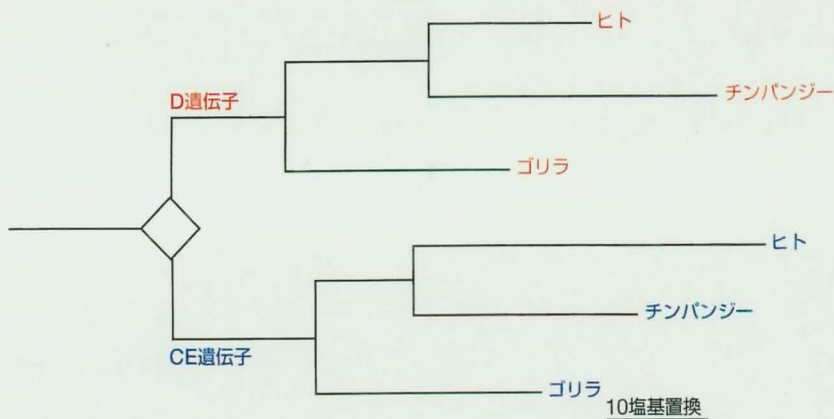 ヒト
チンパンジー
D遺伝子
ゴリラ
ヒト
チンパンジー
CE遺伝子
ゴリラ
10塩基置換